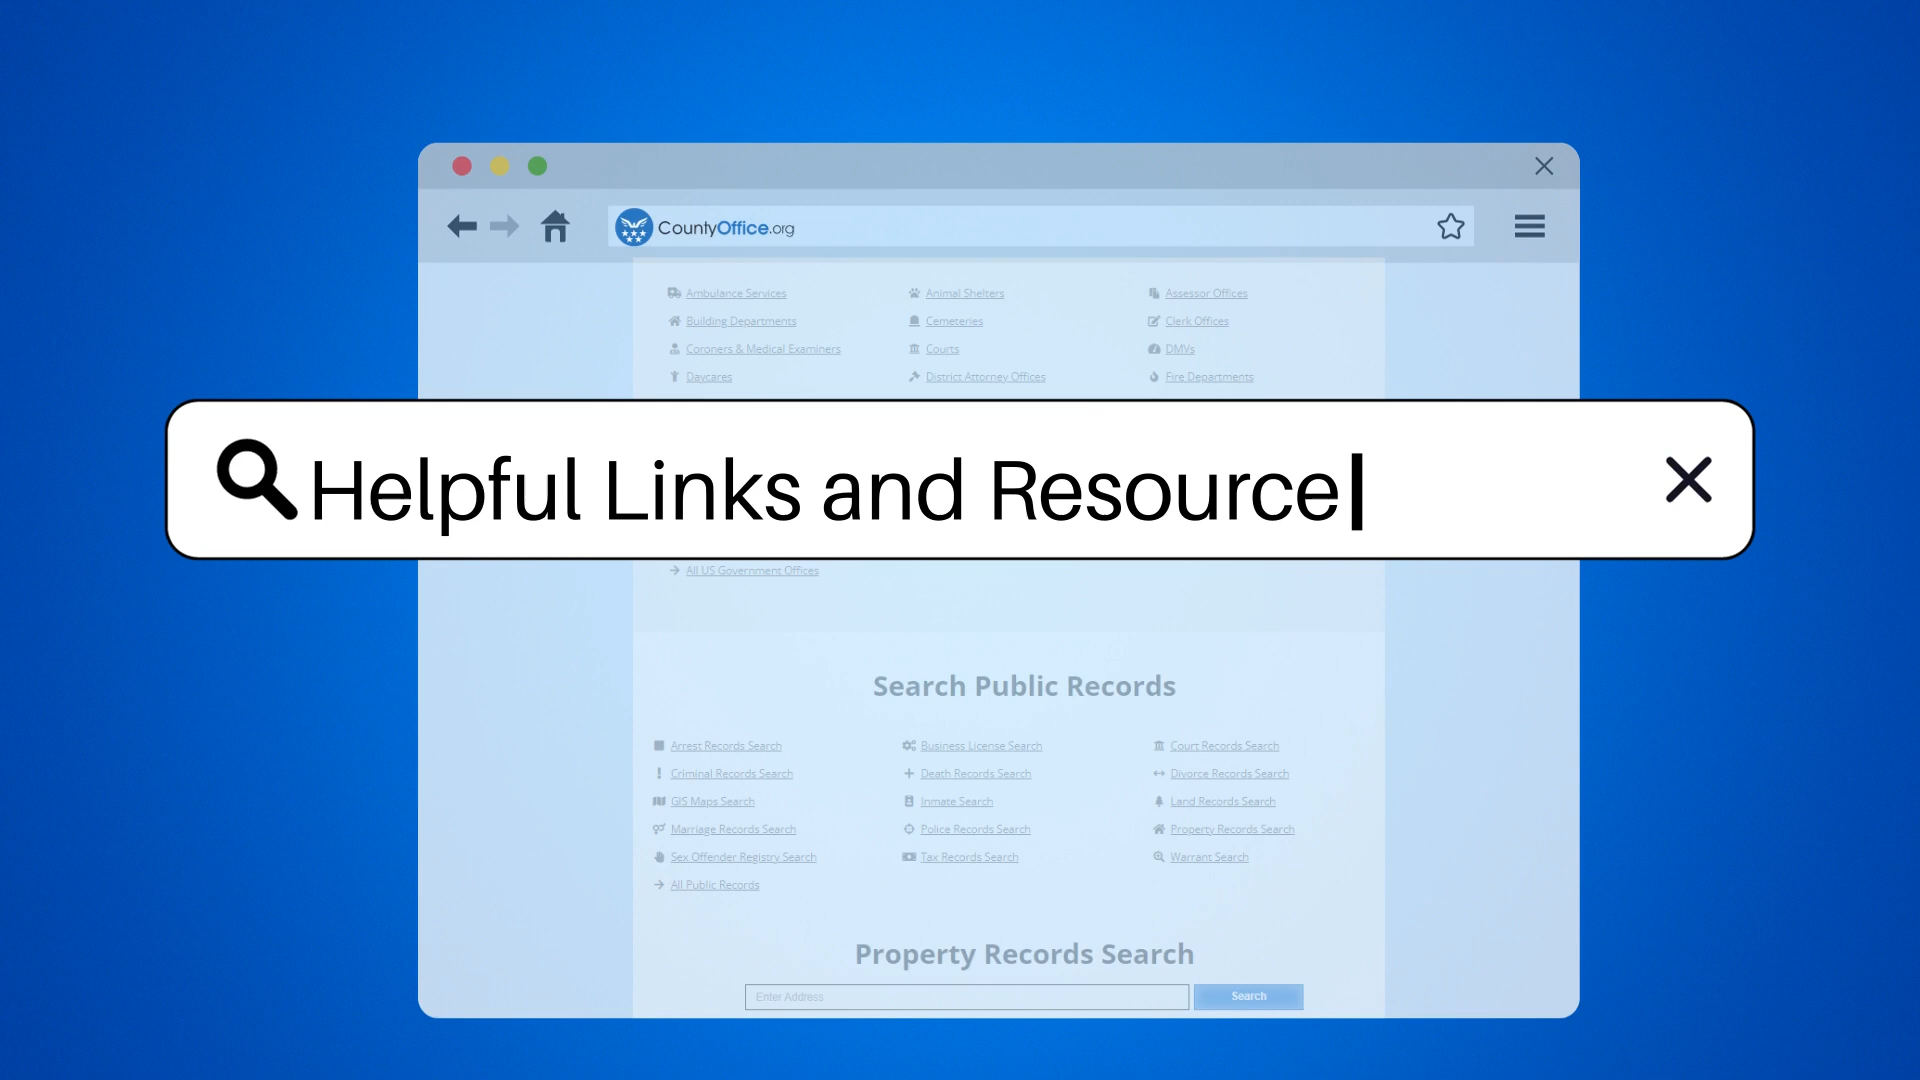 CountyOffice.org
Ambulance Services Animal Shelters Assessor Offices
Building Departments Cemeteries Clerk Offices
Coroners & Medical Examiners Courts DMVs
Daycares District Attorney Offices Fire Departments
Helpful Links and Resource
All US Government Offices
Search Public Records
Arrest Records Search Business License Search Court Records Search
Criminal Records Search Death Records Search Divorce Records Search
GIS Maps Search Inmate Search Land Records Search
Marriage Records Search Police Records Search Property Records Search
Sex Offender Registry Search Tax Records Search Warrant Search
All Public Records
Property Records Search
Enter Address Search